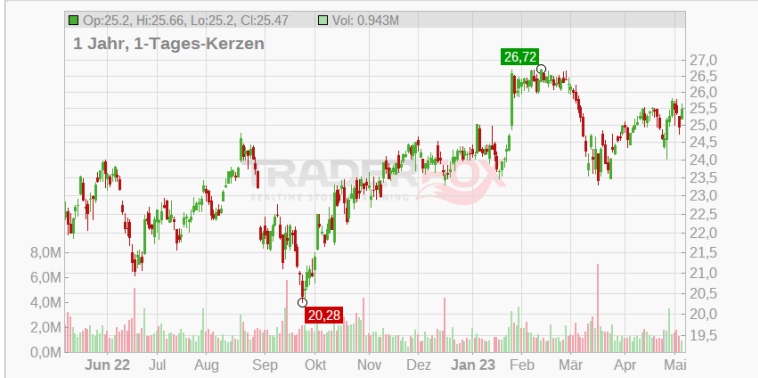 Op:25.2, Hi:25.66, Lo:25.2, Cl:25.47 Vol: 0.943M
1 Jahr, 1-Tages-Kerzen
26,72
27,0
26,5
26,0
25,5
25,0
24,5
24,0
23,5
23,0
22,5
22,0
21,5
21,0
20,5
20,0
19,5
TRADERFOX
8,0M
6,0M
4,0M
2,0M
0,0M
20,28
Jun 22 Jul Aug Sep Okt Nov Dez Jan 23 Feb Mär Apr Mai